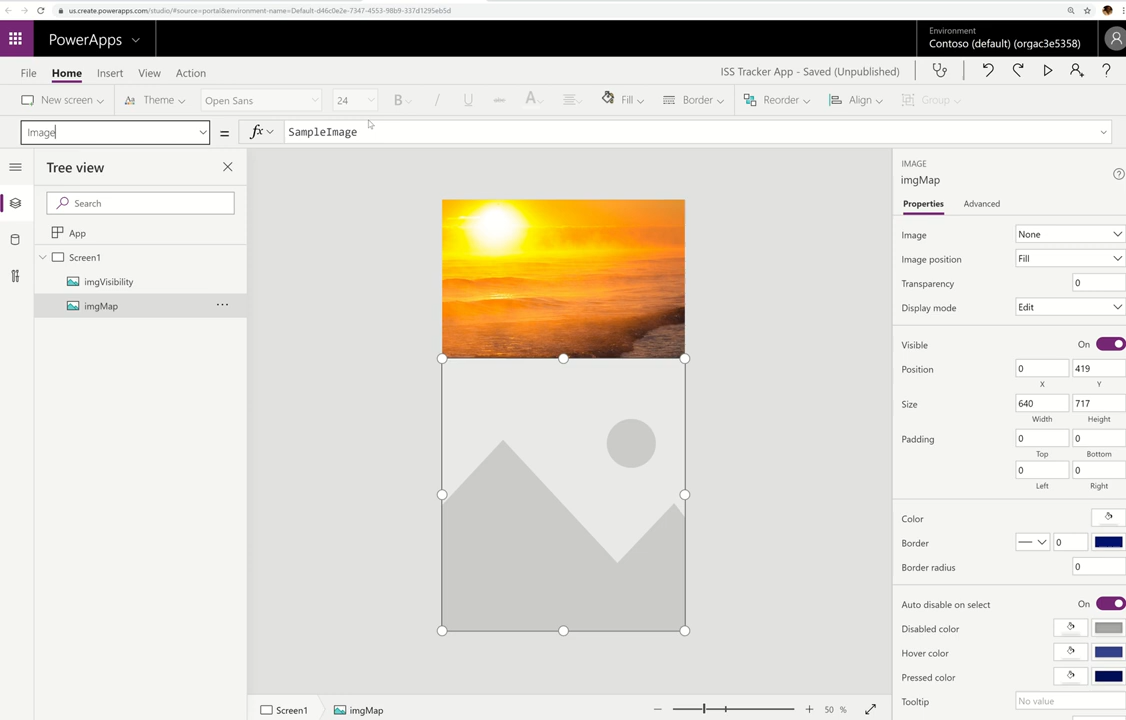 us.create.powerapps.com/studio/#source=portal&environment-name=Default-d46c0e2e-7347-4553-98b9-337d1295eb5d
PowerApps
Environment
Contoso (default) (orgac3e5358)
File Home Insert View Action
ISS Tracker App - Saved (Unpublished)
New screen Theme Open Sans 24 B / U abc A Fill Border Reorder Align Group
Image = fx SampleImage
Tree view
Search
App
Screen1
imgVisibility
imgMap ...
IMAGE
imgMap
Properties Advanced
Image None
Image position Fill
Transparency 0
Display mode Edit
Visible On
Position 0 419
X Y
Size 640 717
Width Height
Padding 0 0
Top Bottom
0 0
Left Right
Color
Border 0
Border radius 0
Auto disable on select On
Disabled color
Hover color
Pressed color
Tooltip No value
Screen1 imgMap
50 %